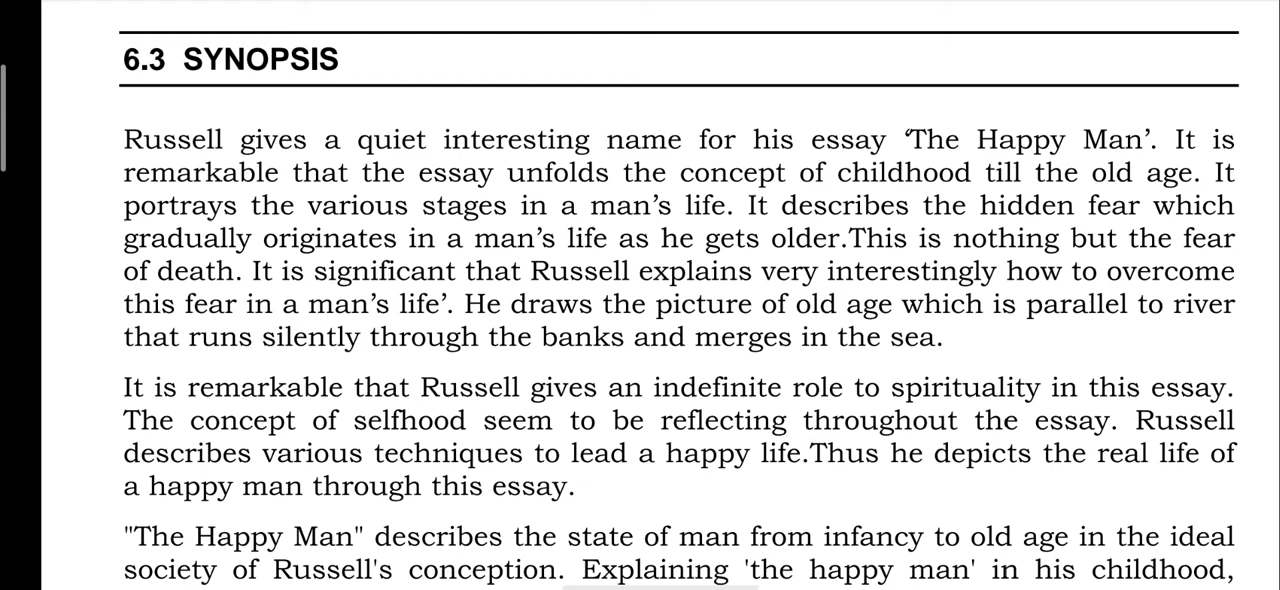 6.3 SYNOPSIS
Russell gives a quiet interesting name for his essay ‘The Happy Man’. It is
remarkable that the essay unfolds the concept of childhood till the old age. It
portrays the various stages in a man’s life. It describes the hidden fear which
gradually originates in a man’s life as he gets older.This is nothing but the fear
of death. It is significant that Russell explains very interestingly how to overcome
this fear in a man’s life’. He draws the picture of old age which is parallel to river
that runs silently through the banks and merges in the sea.
It is remarkable that Russell gives an indefinite role to spirituality in this essay.
The concept of selfhood seem to be reflecting throughout the essay. Russell
describes various techniques to lead a happy life.Thus he depicts the real life of
a happy man through this essay.
"The Happy Man" describes the state of man from infancy to old age in the ideal
society of Russell's conception. Explaining 'the happy man' in his childhood,